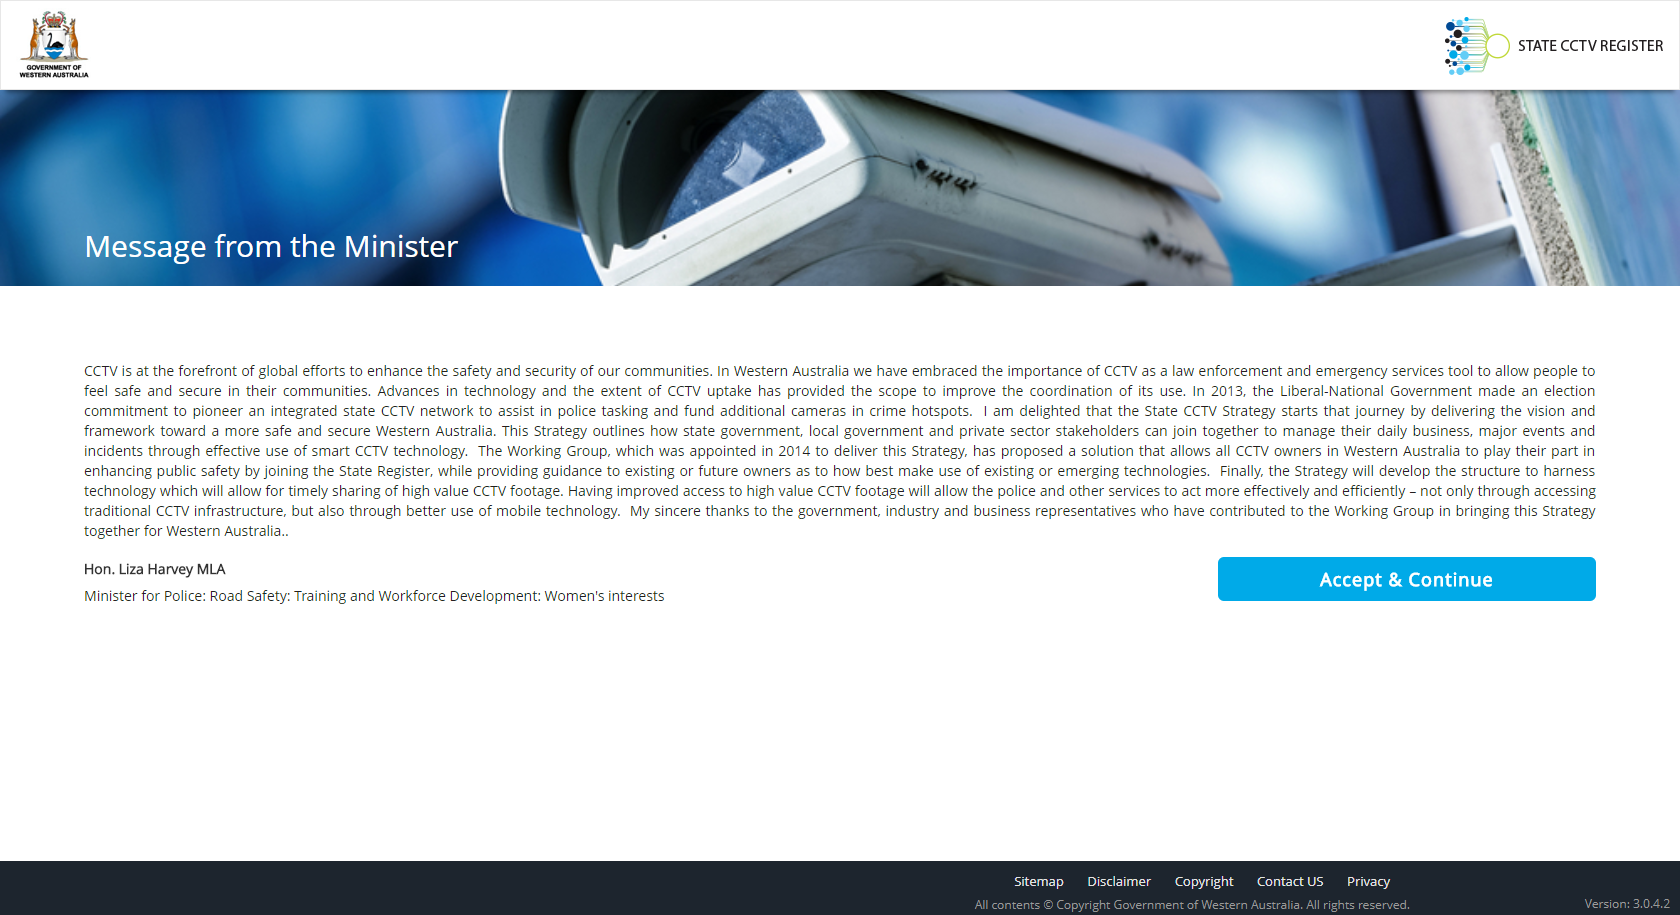 GOVERNMENT OF
WESTERN AUSTRALIA
STATE CCTV REGISTER
Message from the Minister
CCTV is at the forefront of global efforts to enhance the safety and security of our communities. In Western Australia we have embraced the importance of CCTV as a law enforcement and emergency services tool to allow people to
feel safe and secure in their communities. Advances in technology and the extent of CCTV uptake has provided the scope to improve the coordination of its use. In 2013, the Liberal-National Government made an election
commitment to pioneer an integrated state CCTV network to assist in police tasking and fund additional cameras in crime hotspots.  I am delighted that the State CCTV Strategy starts that journey by delivering the vision and
framework toward a more safe and secure Western Australia. This Strategy outlines how state government, local government and private sector stakeholders can join together to manage their daily business, major events and
incidents through effective use of smart CCTV technology.  The Working Group, which was appointed in 2014 to deliver this Strategy, has proposed a solution that allows all CCTV owners in Western Australia to play their part in
enhancing public safety by joining the State Register, while providing guidance to existing or future owners as to how best make use of existing or emerging technologies.  Finally, the Strategy will develop the structure to harness
technology which will allow for timely sharing of high value CCTV footage. Having improved access to high value CCTV footage will allow the police and other services to act more effectively and efficiently – not only through accessing
traditional CCTV infrastructure, but also through better use of mobile technology.  My sincere thanks to the government, industry and business representatives who have contributed to the Working Group in bringing this Strategy
together for Western Australia..
Hon. Liza Harvey MLA
Minister for Police: Road Safety: Training and Workforce Development: Women's interests
Accept & Continue
Sitemap Disclaimer Copyright Contact US Privacy
All contents © Copyright Government of Western Australia. All rights reserved.
Version: 3.0.4.2